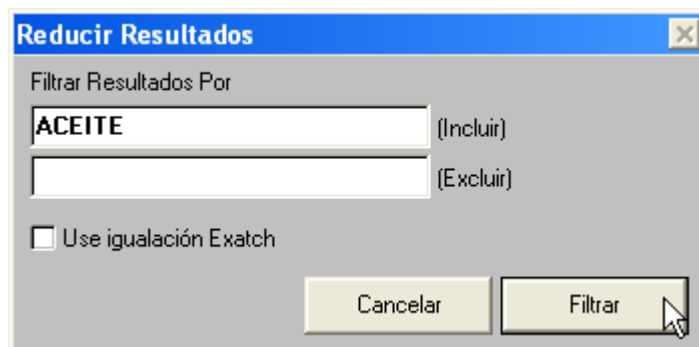 Reducir Resultados
Filtrar Resultados Por
ACEITE (Incluir)
(Excluir)
Use igualación Exatch
Cancelar Filtrar